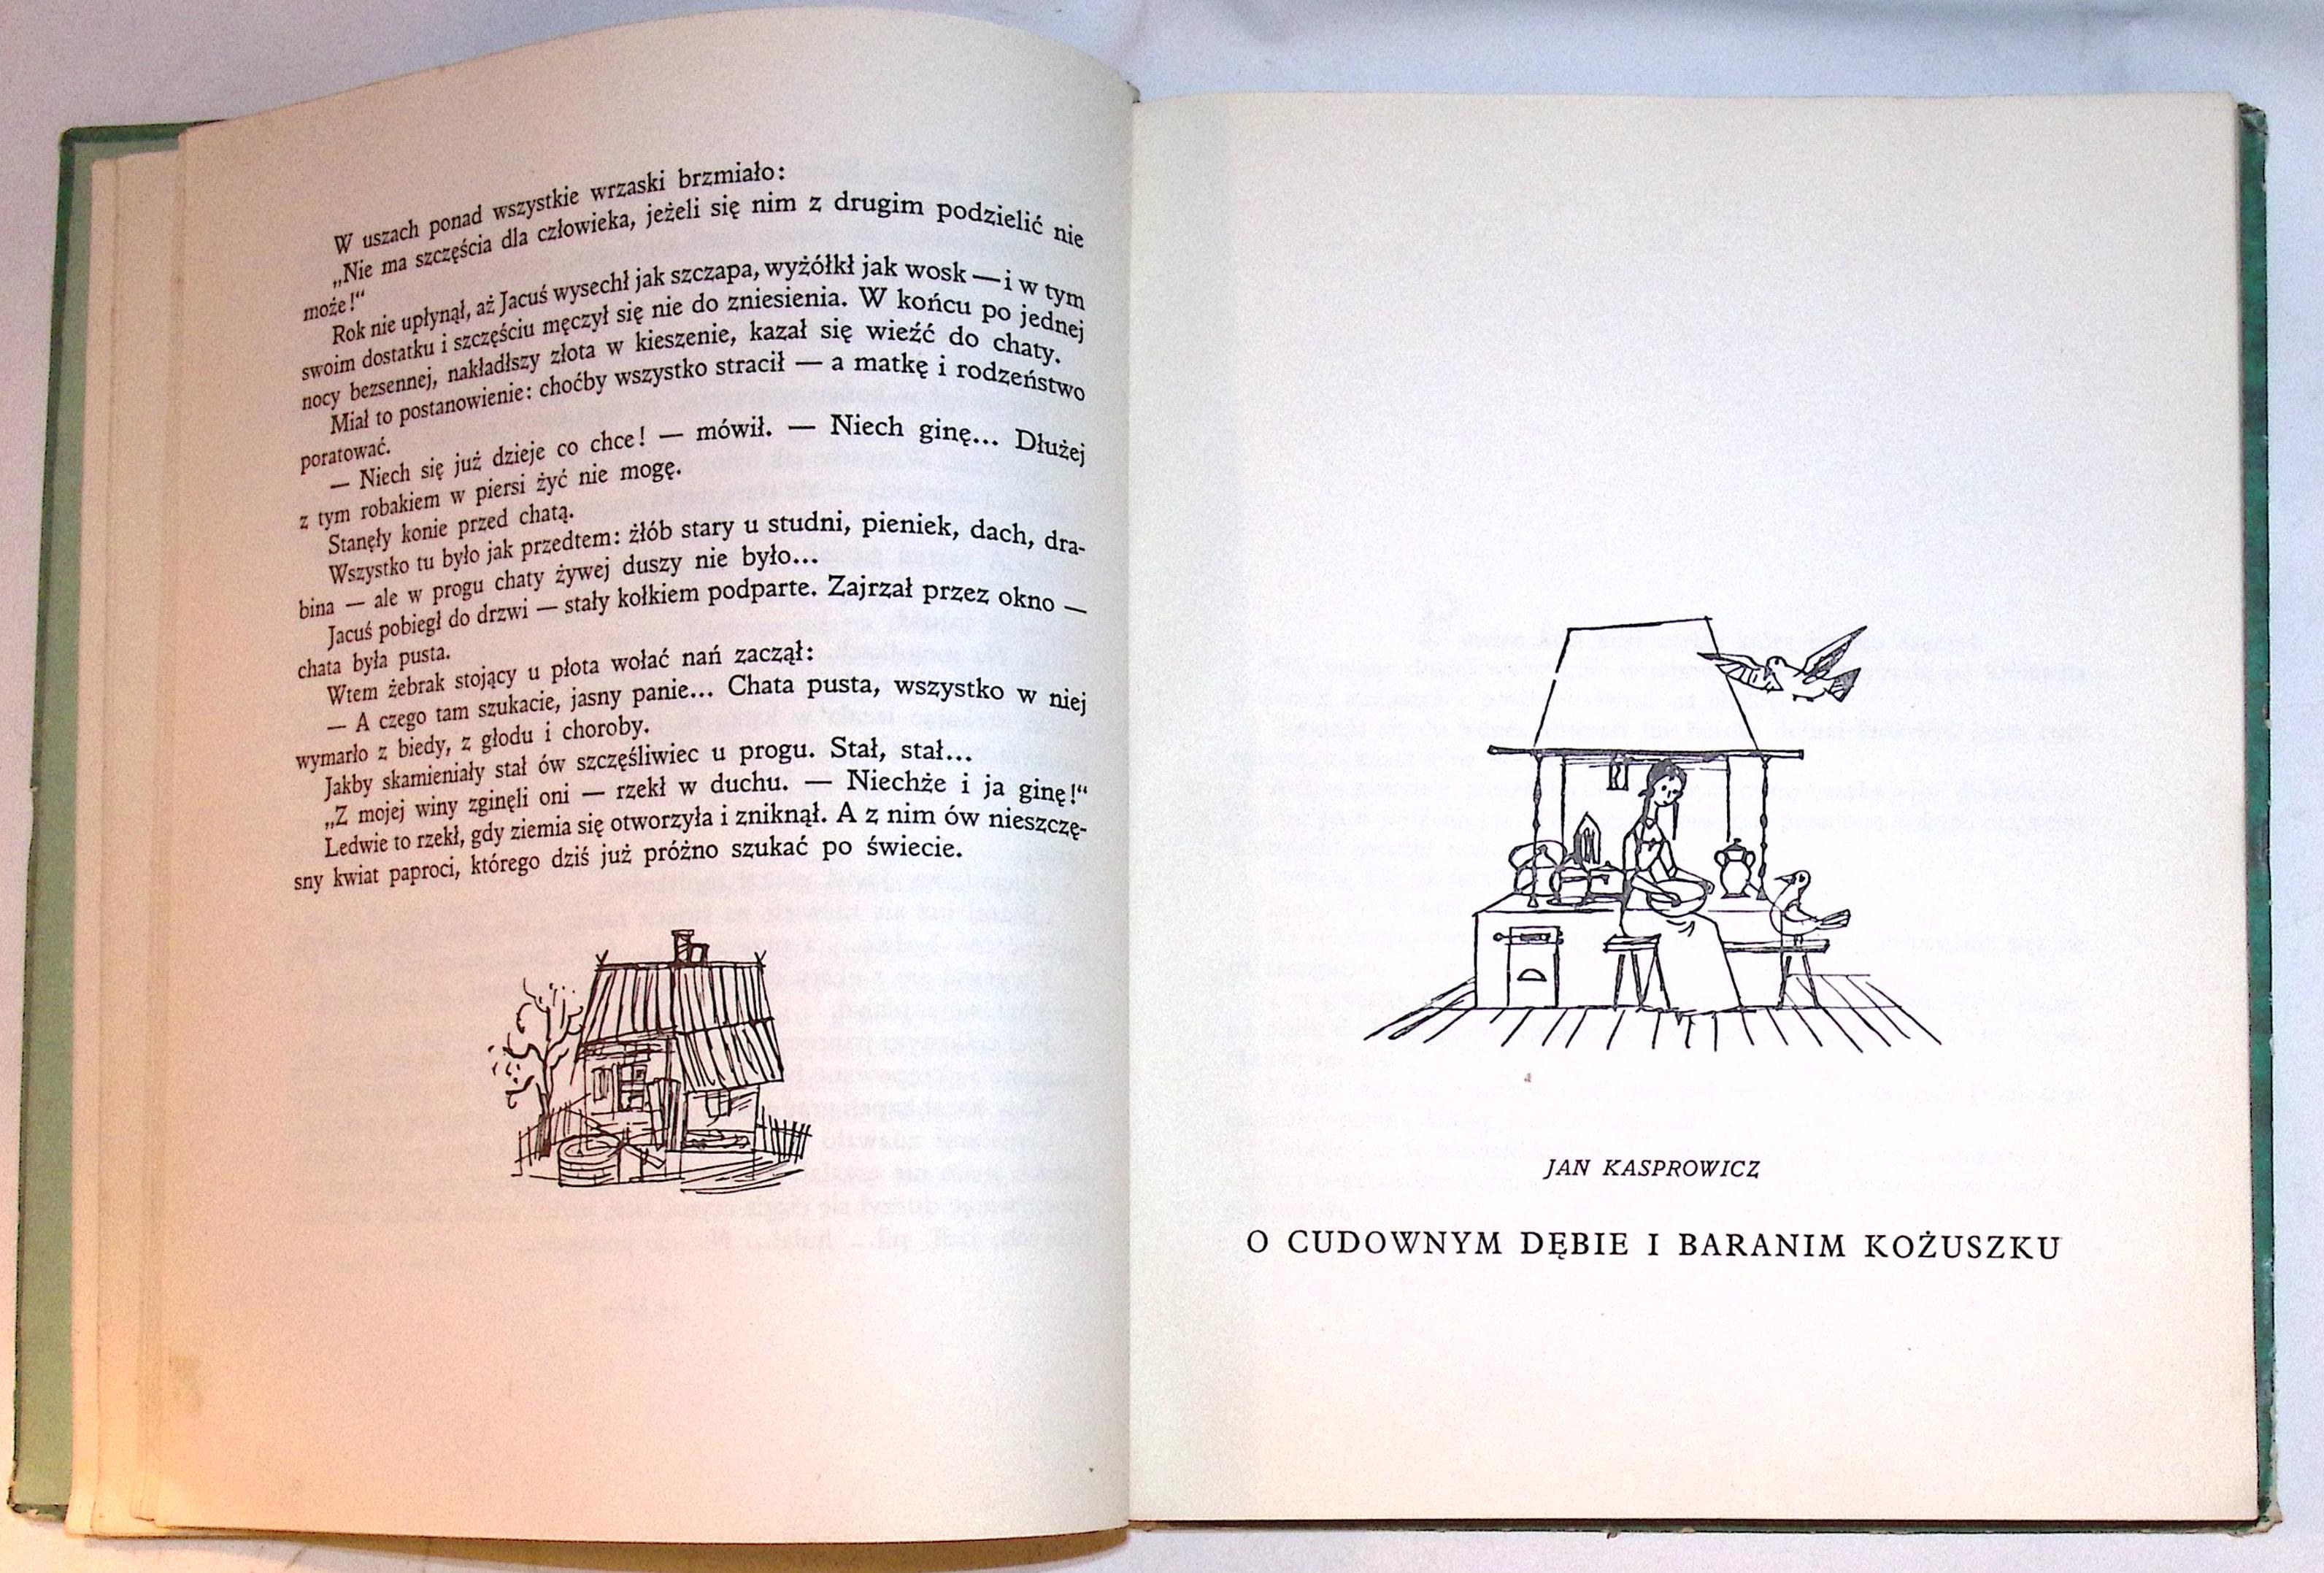 W uszach ponad wszystkie wrzaski brzmiało:
„Nie ma szczęścia dla człowieka, jeżeli się nim z drugim podzielić nie
może!“
Rok nie upłynął, aż Jacuś wysechł jak szczapa, wyżółkł jak wosk — i w tym
swoim dostatku i szczęściu męczył się nie do zniesienia. W końcu po jednej
nocy bezsennej, nakładłszy złota w kieszenie, kazał się wieźć do chaty.
Miał to postanowienie: choćby wszystko stracił — a matkę i rodzeństwo
poratować.
— Niech się już dzieje co chce! — mówił. — Niech ginę... Dłużej
z tym robakiem w piersi żyć nie mogę.
Stanęły konie przed chatą.
Wszystko tu było jak przedtem: żłób stary u studni, pieniek, dach, dra-
bina — ale w progu chaty żywej duszy nie było...
Jacuś pobiegł do drzwi — stały kołkiem podparte. Zajrzał przez okno —
chata była pusta.
Wtem żebrak stojący u płota wołać nań zaczął:
— A czego tam szukacie, jasny panie... Chata pusta, wszystko w niej
wymarło z biedy, z głodu i choroby.
Jakby skamieniały stał ów szczęśliwiec u progu. Stał, stał...
„Z mojej winy zginęli oni — rzekł w duchu. — Niechże i ja ginę!“
Ledwie to rzekł, gdy ziemia się otworzyła i zniknął. A z nim ów nieszczę-
sny kwiat paproci, którego dziś już próżno szukać po świecie.
JAN KASPROWICZ
O CUDOWNYM DĘBIE I BARANIM KOŻUSZKU